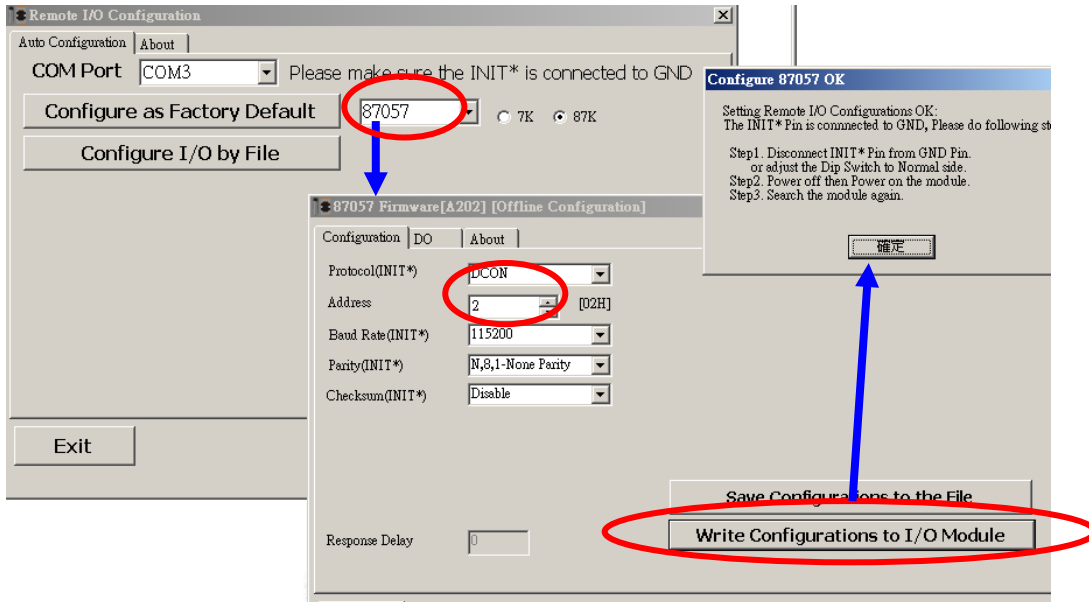 Remote I/O Configuration
Auto Configuration
About
COM Port
COM3
Please make sure the INIT* is connected to GND
Configure as Factory Default
87057
7K
87K
Configure I/O by File
Exit
Configure 87057 OK
Setting Remote I/O Configurations OK:
The INIT* Pin is commected to GND, Please do following
Step1. Disconnect INIT* Pin from GND Pin.
or adjust the Dip Switch to Normal side.
Step2. Power off then Power on the module.
Step3. Search the module again.
確定
87057 Firmware[A202] [Offline Configuration]
Configuration
DO
About
Protocol(INIT*)
DCON
Address
2
[02H]
Baud Rate(INIT*)
115200
Parity(INIT*)
N,8,1-None Parity
Checksum(INIT*)
Disable
Save Configurations to the File
Write Configurations to I/O Module
Response Delay
0